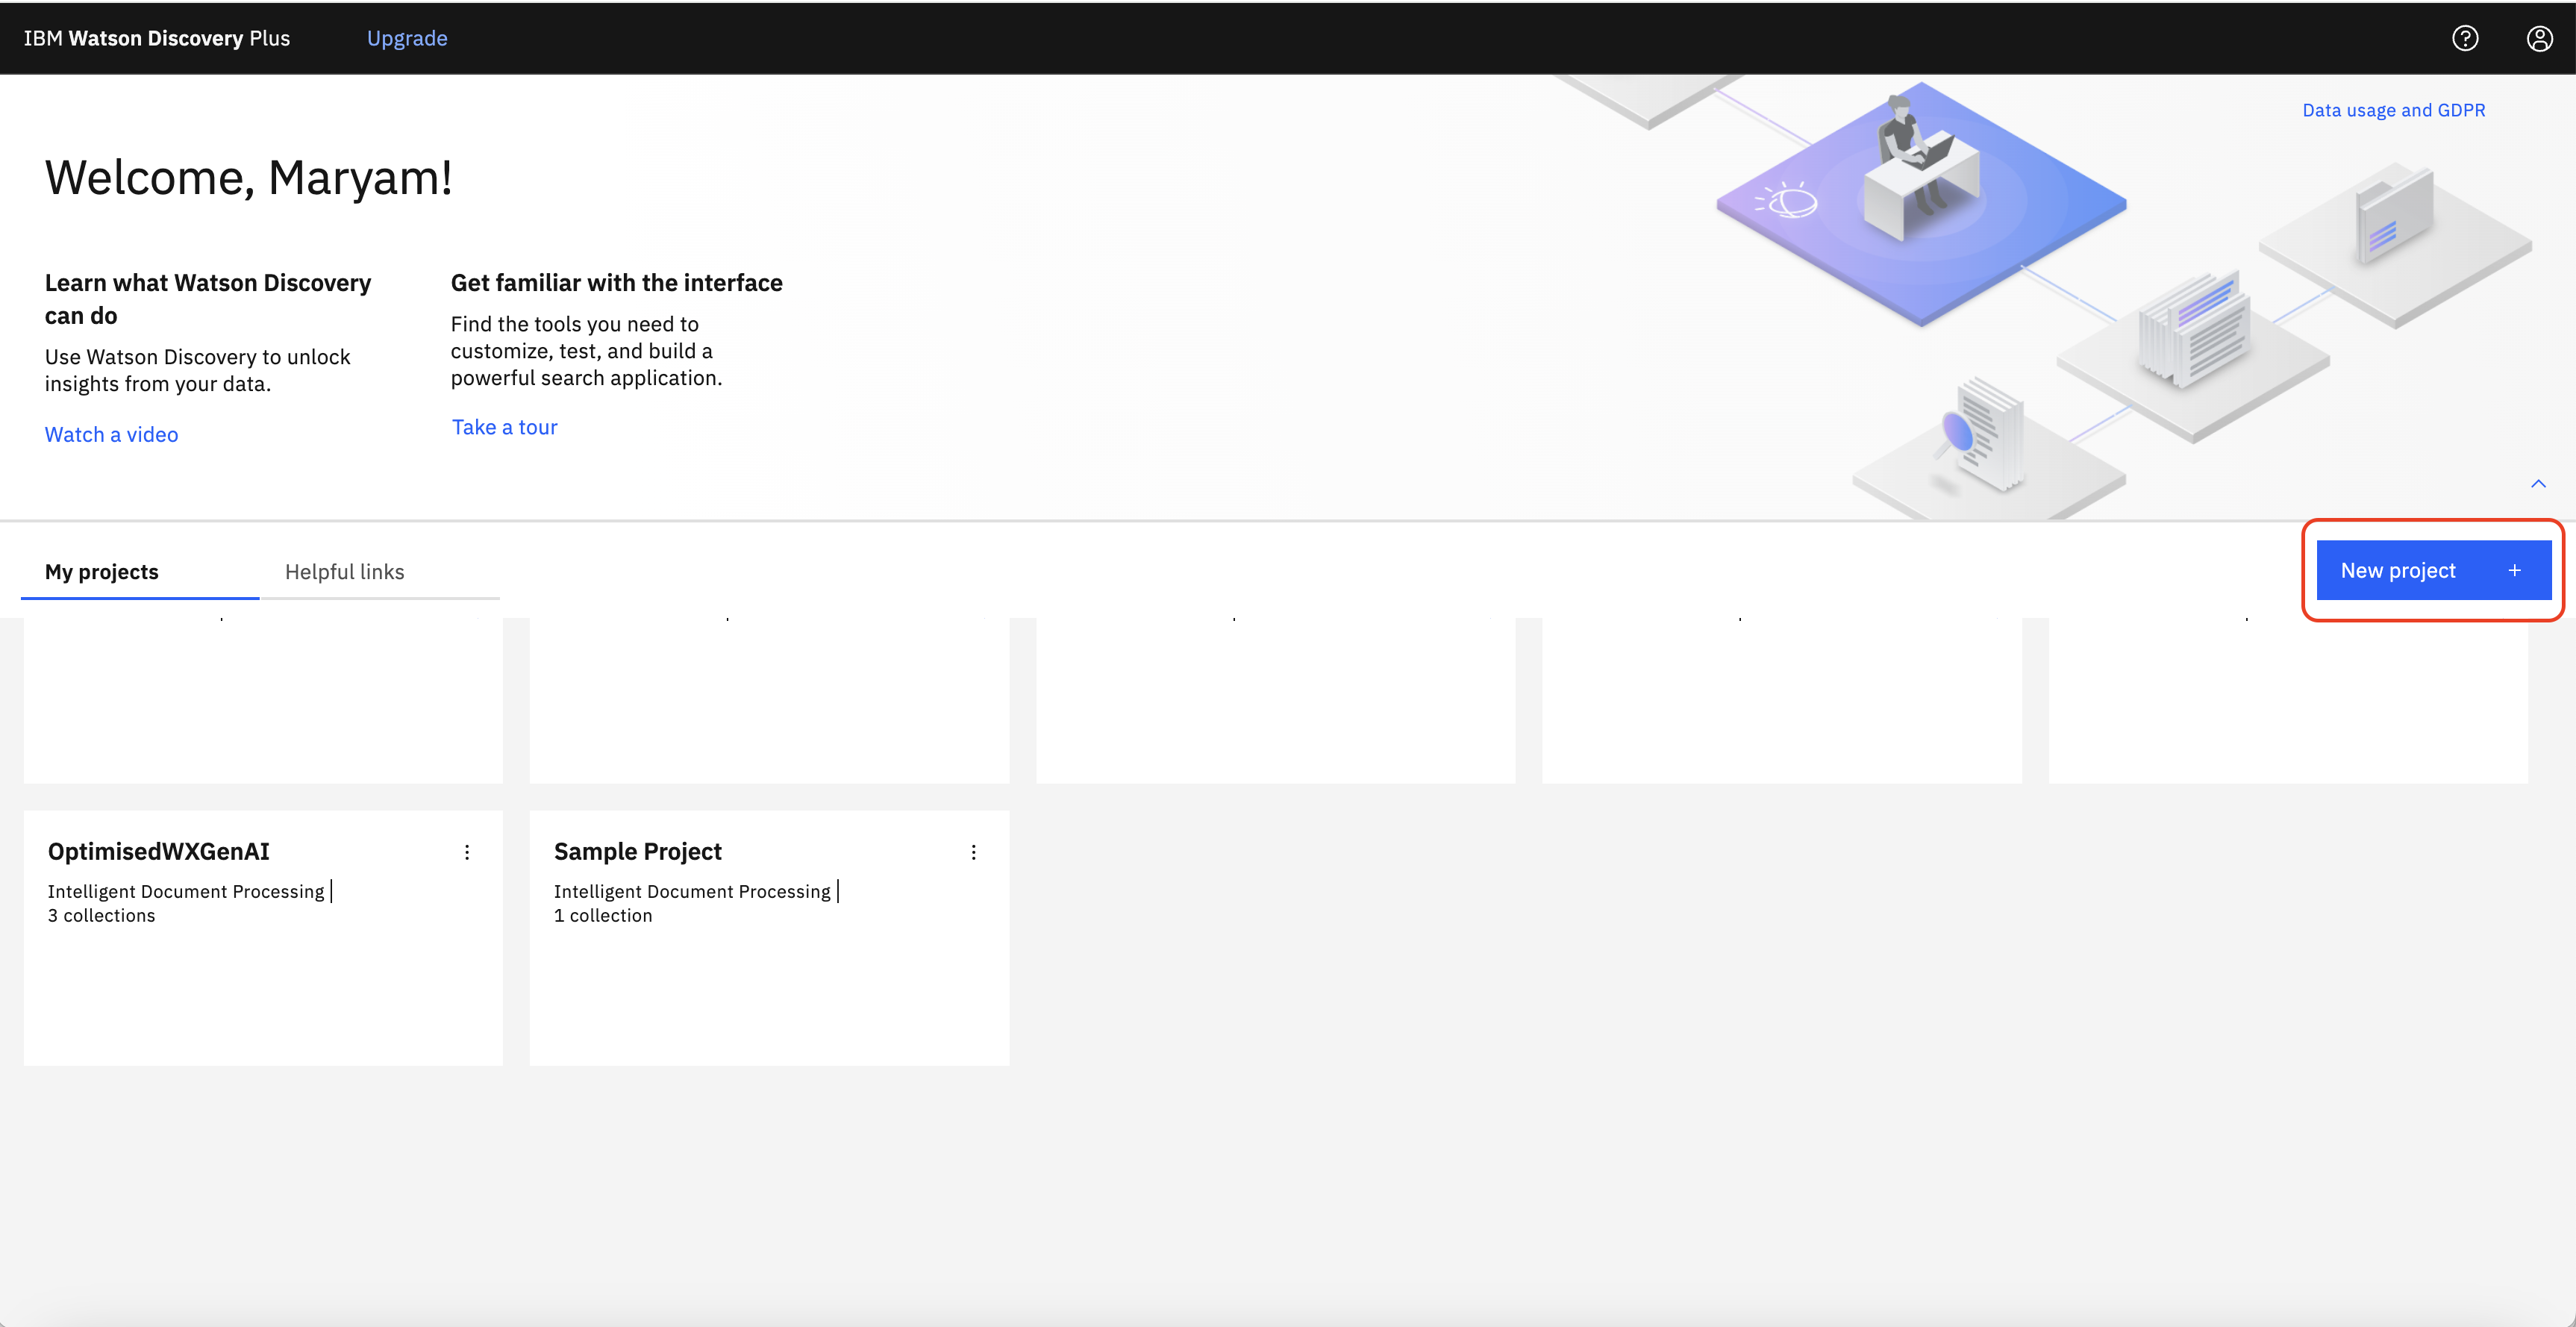 IBM Watson Discovery Plus
Upgrade
Data usage and GDPR
Welcome, Maryam!
Learn what Watson Discovery
can do
Use Watson Discovery to unlock
insights from your data.
Watch a video
Get familiar with the interface
Find the tools you need to
customize, test, and build a
powerful search application.
Take a tour
My projects
Helpful links
New project +
OptimisedWXGenAI
Intelligent Document Processing |
3 collections
Sample Project
Intelligent Document Processing |
1 collection